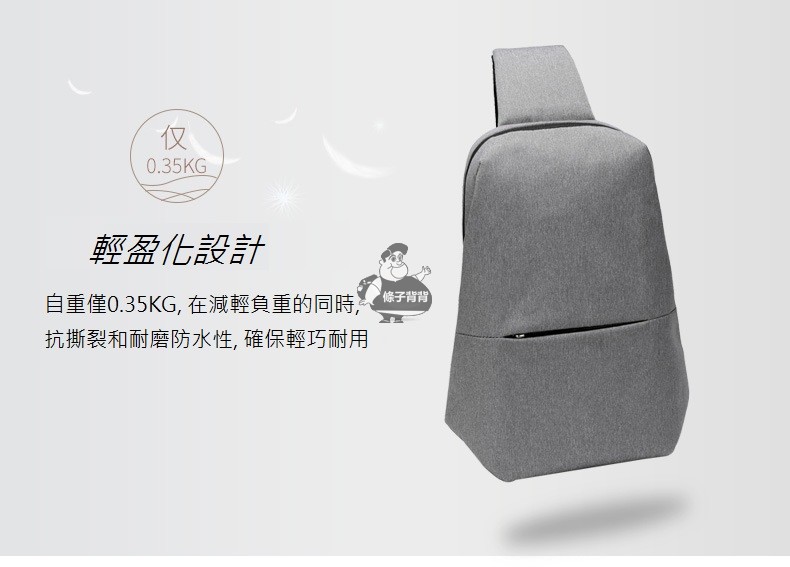 仅
0.35KG
輕盈化設計
自重僅0.35KG, 在減輕負重的同時,
條子背背
抗撕裂和耐磨防水性, 確保輕巧耐用